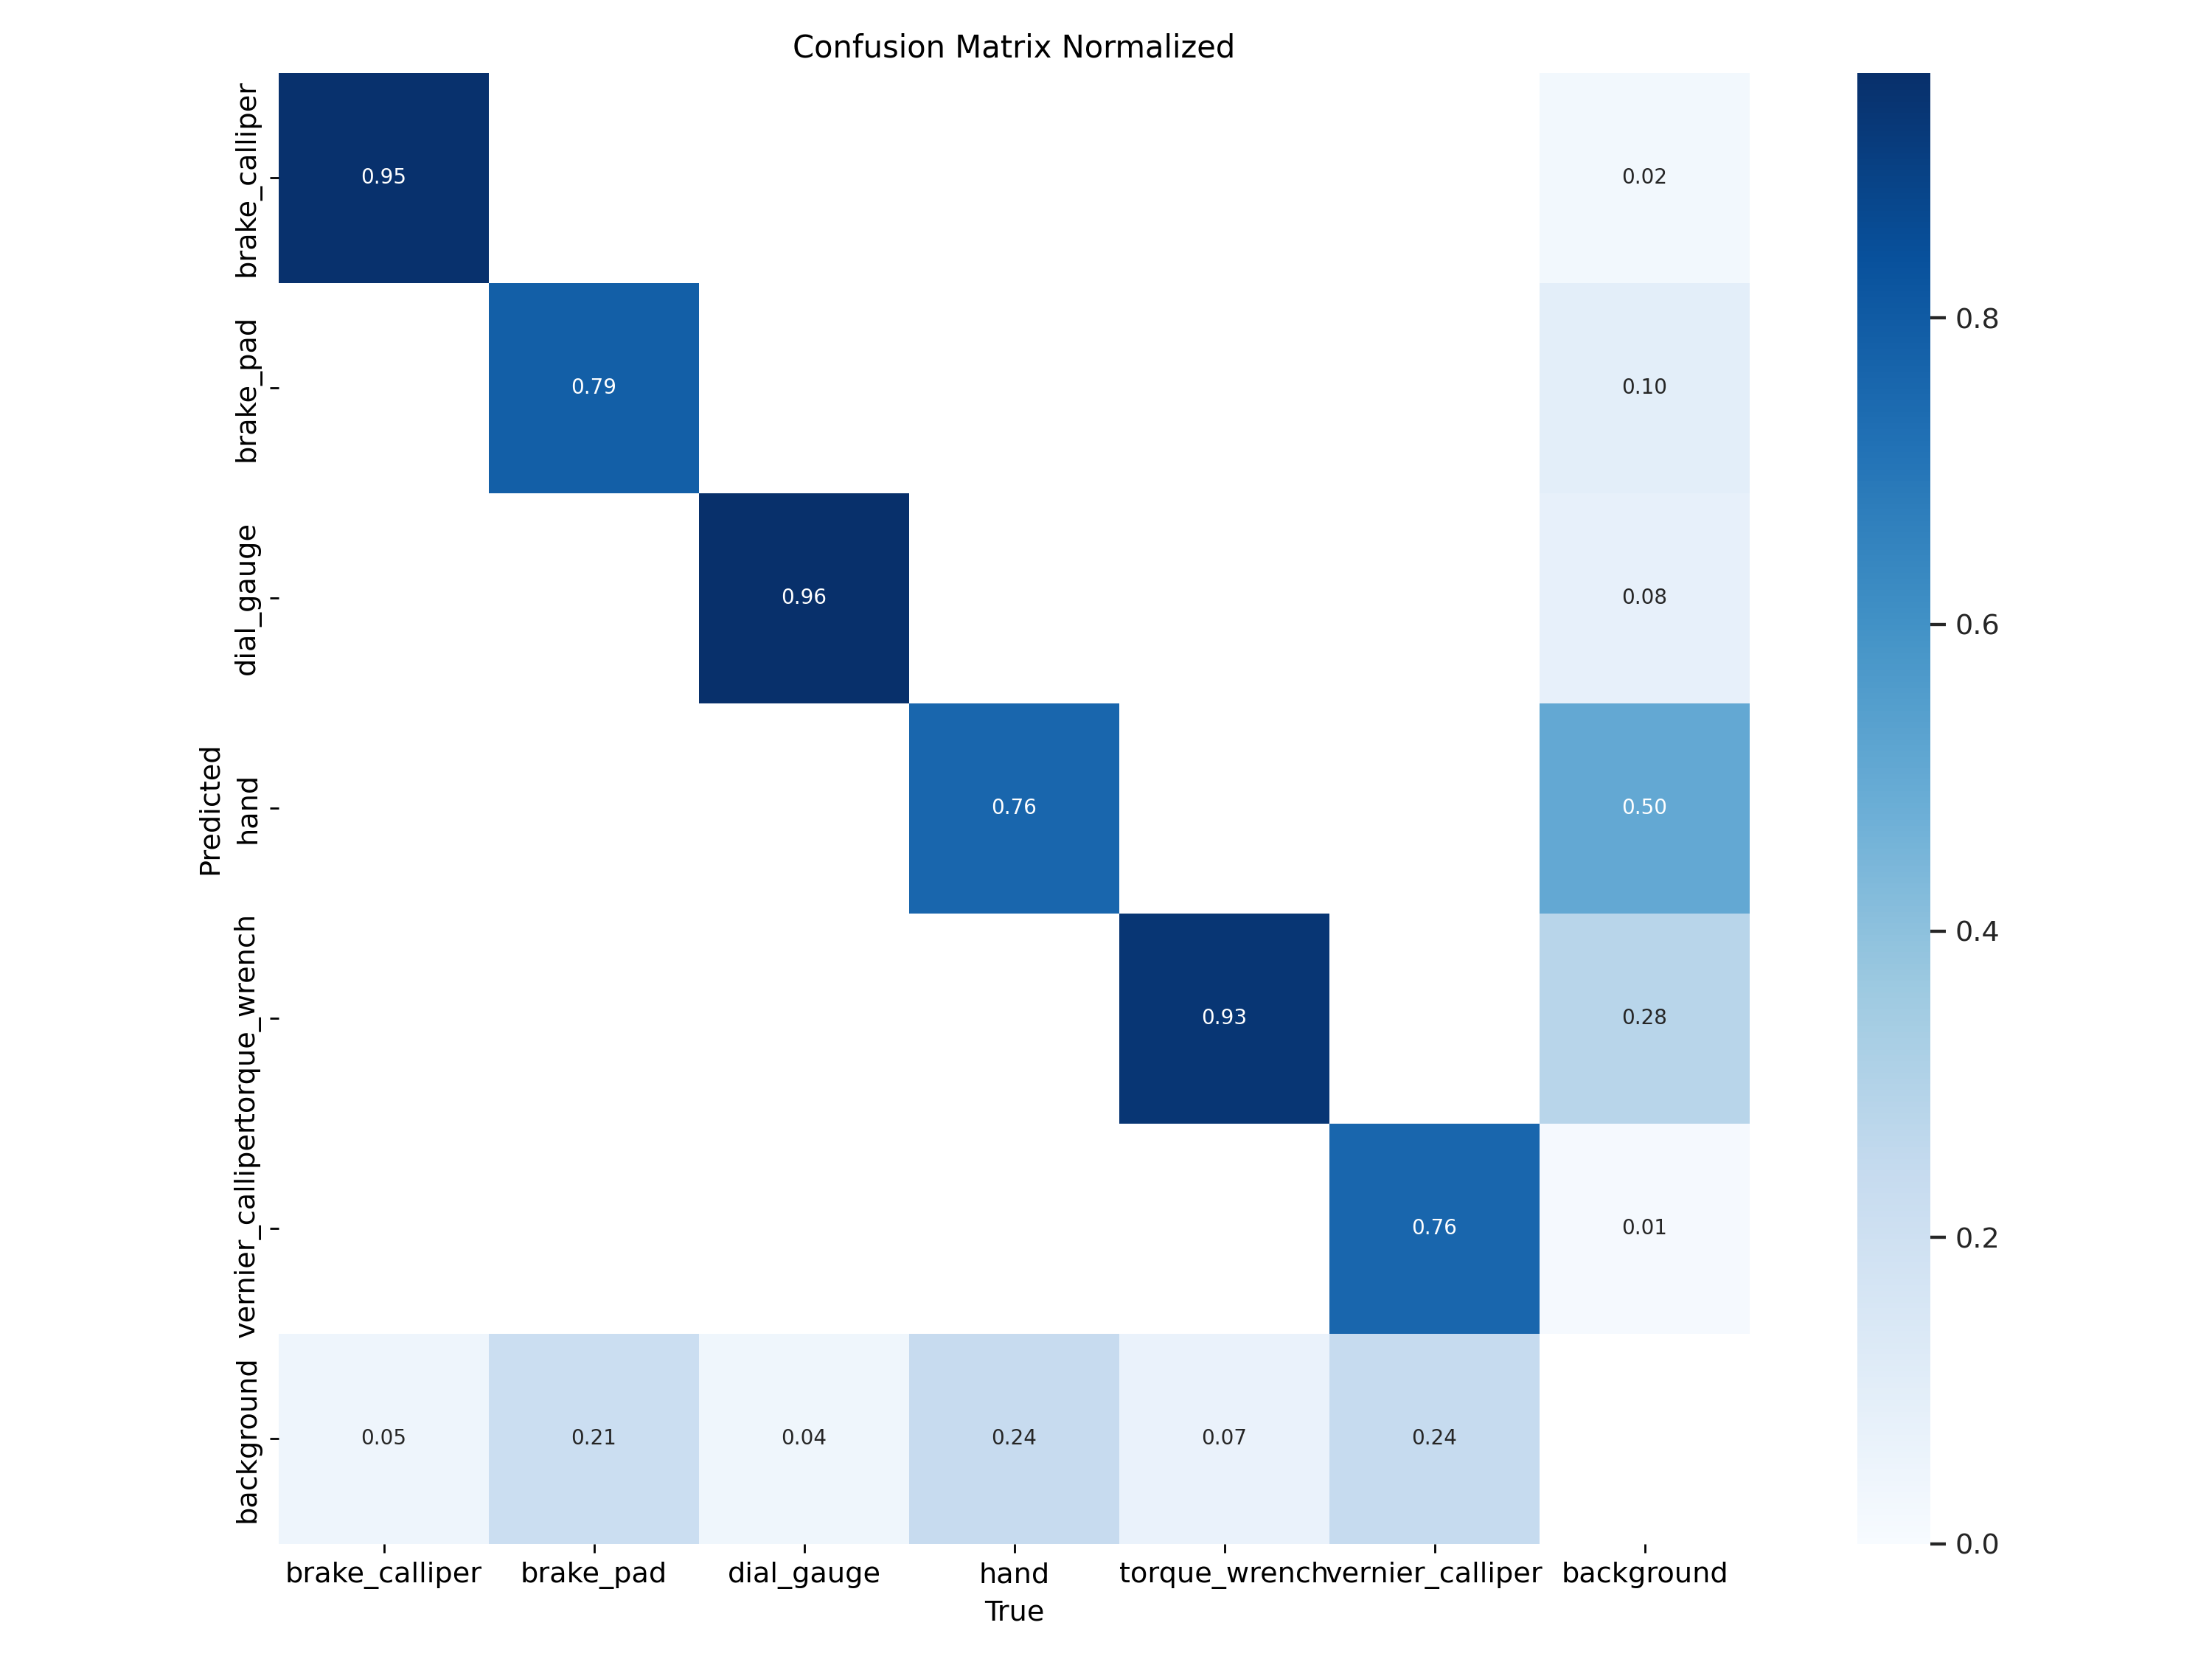 Confusion Matrix Normalized
Predicted
brake_calliper
0.95
0.02
brake_pad
0.79
0.10
dial_gauge
0.96
0.08
hand
0.76
0.50
torque_wrench
0.93
0.28
vernier_calliper
0.76
0.01
background
0.05
0.21
0.04
0.24
0.07
0.24
brake_calliper
brake_pad
dial_gauge
hand
torque_wrench
vernier_calliper
background
True
0.8
0.6
0.4
0.2
0.0